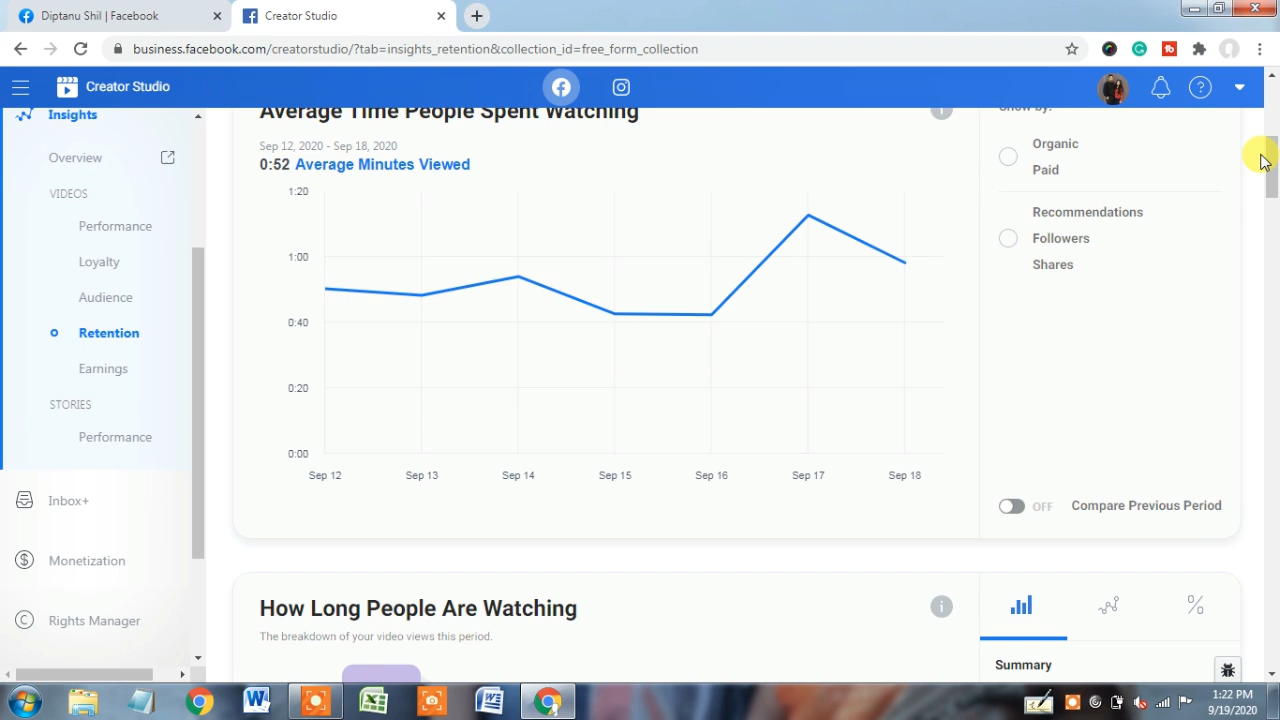 Diptanu Shil | Facebook
Creator Studio
business.facebook.com/creatorstudio/?tab=insights_retention&collection_id=free_form_collection
Creator Studio
Insights
Overview
VIDEOS
Performance
Loyalty
Audience
Retention
Earnings
STORIES
Performance
Inbox+
Monetization
Rights Manager
Average Time People Spent Watching
Sep 12, 2020 - Sep 18, 2020
0:52 Average Minutes Viewed
1:20
1:00
0:40
0:20
0:00
Sep 12 Sep 13 Sep 14 Sep 15 Sep 16 Sep 17 Sep 18
Show by:
Organic
Paid
Recommendations
Followers
Shares
OFF Compare Previous Period
How Long People Are Watching
The breakdown of your video views this period.
Summary
1:22 PM
9/19/2020